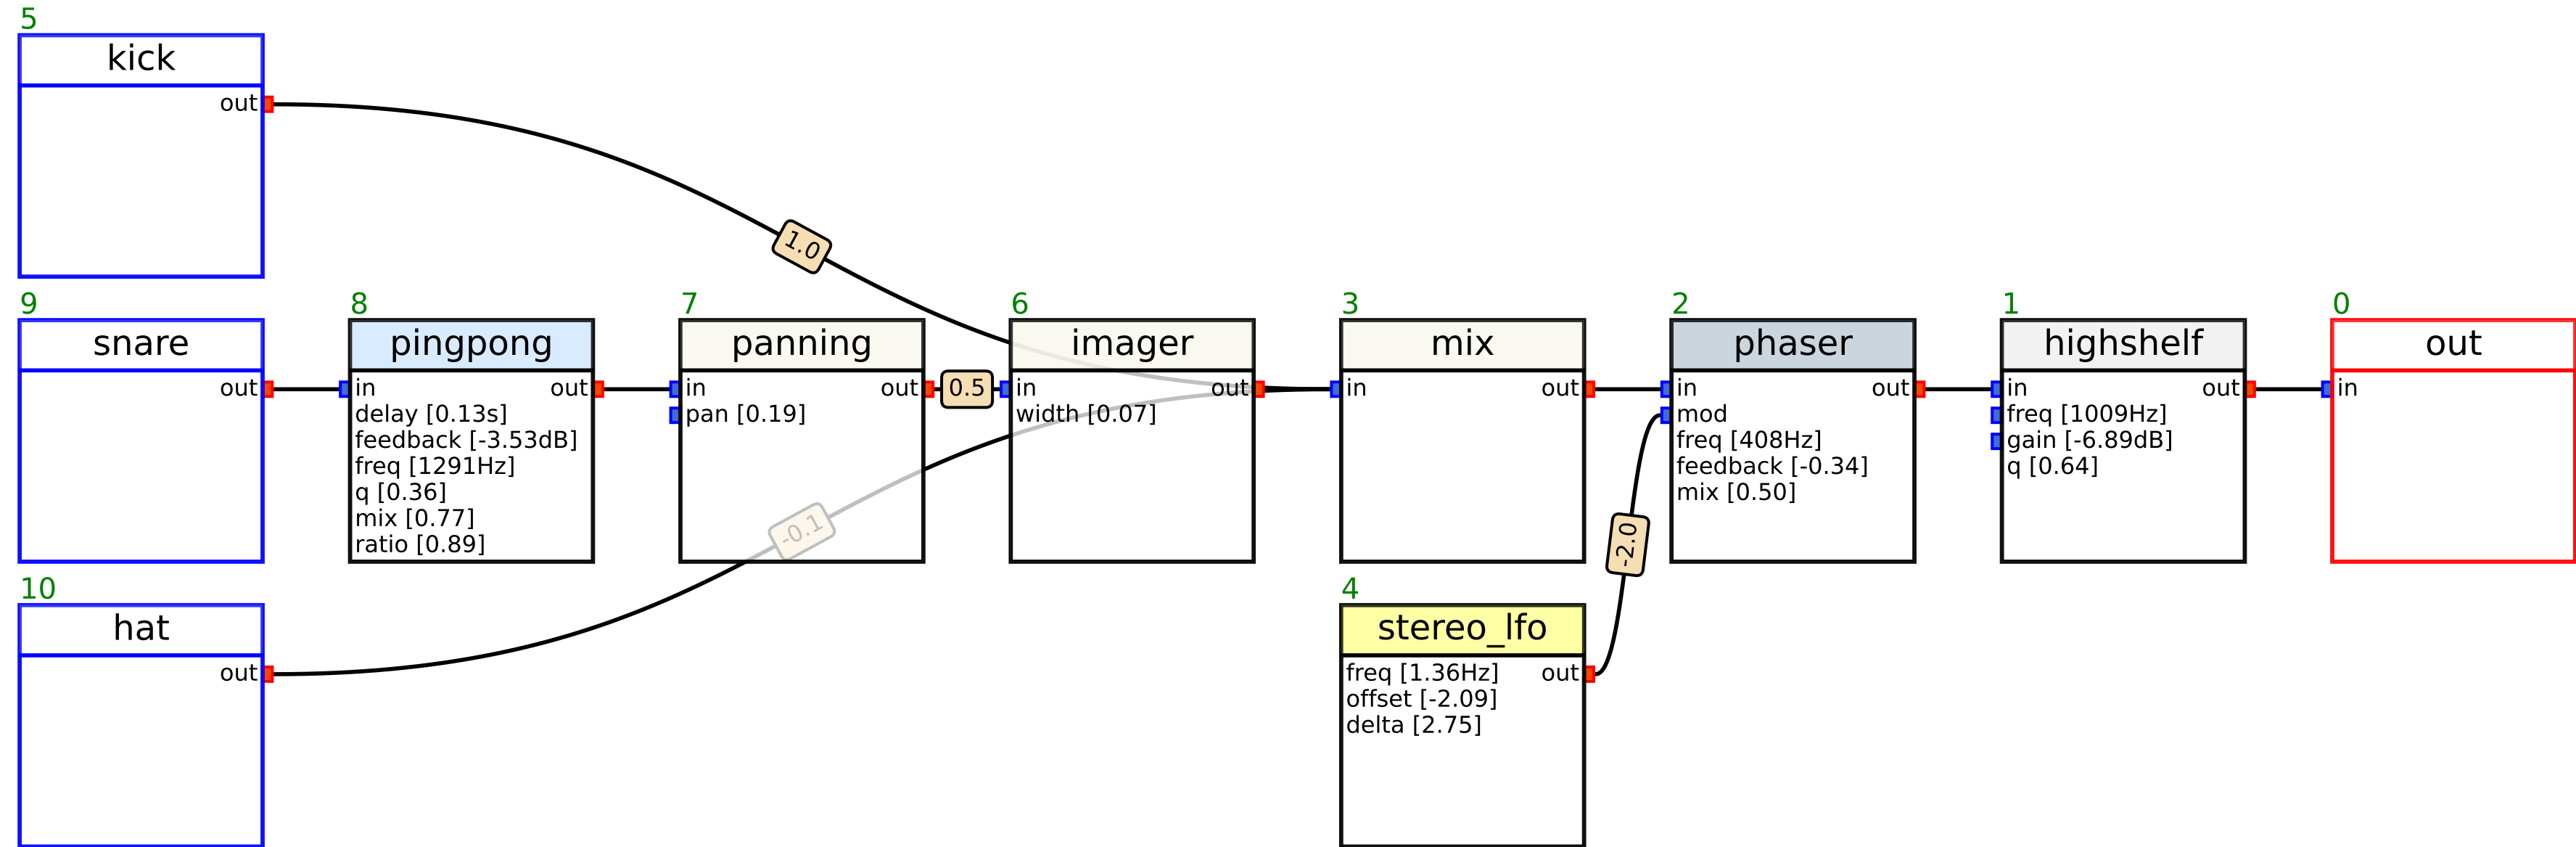 5
kick
out
1.0
9
snare
out
8
pingpong
in
out
delay [0.13s]
feedback [-3.53dB]
freq [1291Hz]
q [0.36]
mix [0.77]
ratio [0.89]
7
panning
in
out
pan [0.19]
0.5
6
imager
in
out
width [0.07]
3
mix
in
out
2
phaser
in
out
mod
freq [408Hz]
feedback [-0.34]
mix [0.50]
1
highshelf
in
out
freq [1009Hz]
gain [-6.89dB]
q [0.64]
0
out
in
-0.1
-2.0
10
hat
out
4
stereo_lfo
freq [1.36Hz]
out
offset [-2.09]
delta [2.75]